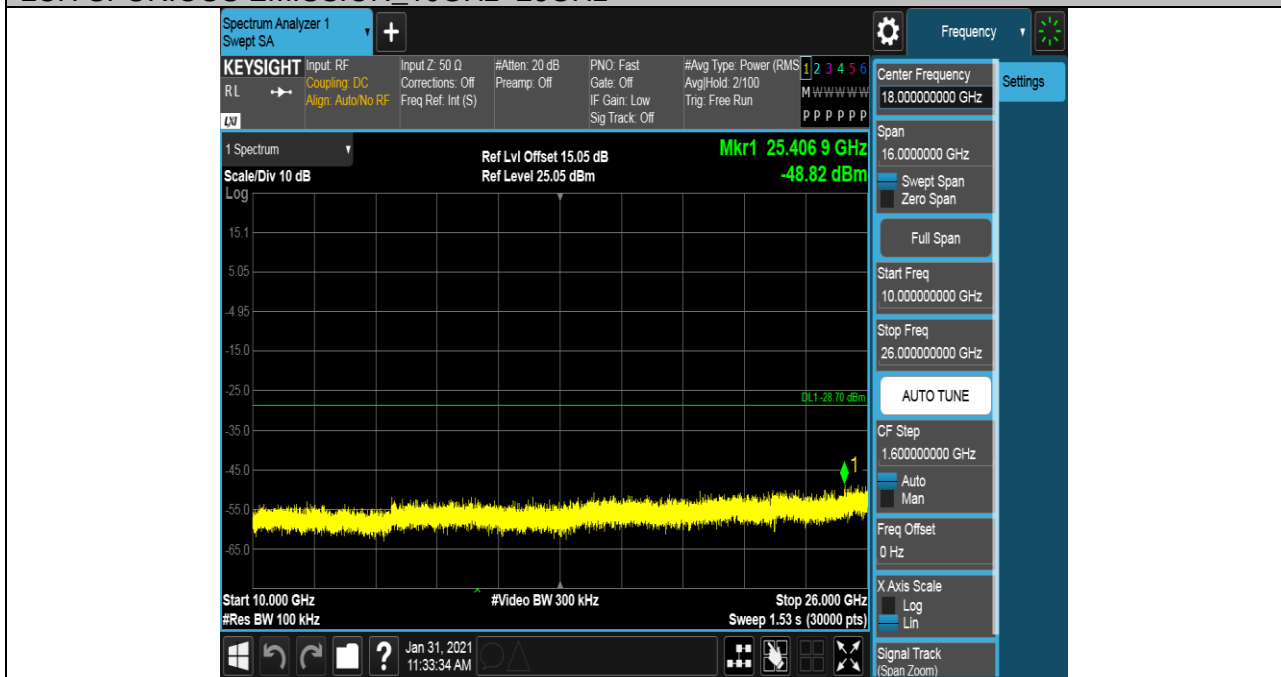 Spectrum Analyzer 1
Swept SA
+
Frequency
KEYSIGHT
RL
LXI
Input: RF
Coupling: DC
Align: Auto/No RF
Input Z: 50 Ω
Corrections: Off
Freq Ref: Int (S)
#Atten: 20 dB
Preamp: Off
PNO: Fast
Gate: Off
IF Gain: Low
Sig Track: Off
#Avg Type: Power (RMS
Avg|Hold: 2/100
Trig: Free Run
1 2 3 4 5 6
M W W W W W
P P P P P P
Center Frequency
18.000000000 GHz
Settings
Span
16.0000000 GHz
Swept Span
Zero Span
Full Span
Start Freq
10.000000000 GHz
Stop Freq
26.000000000 GHz
AUTO TUNE
CF Step
1.600000000 GHz
Auto
Man
Freq Offset
0 Hz
X Axis Scale
Log
Lin
Signal Track
(Span Zoom)
1 Spectrum
Scale/Div 10 dB
Ref Lvl Offset 15.05 dB
Ref Level 25.05 dBm
Mkr1 25.406 9 GHz
-48.82 dBm
Log
15.1
5.05
-4.95
-15.0
-25.0
DL1 -28.70 dBm
-35.0
-45.0
1
-55.0
-65.0
Start 10.000 GHz
#Video BW 300 kHz
Stop 26.000 GHz
#Res BW 100 kHz
Sweep 1.53 s (30000 pts)
?
Jan 31, 2021
11:33:34 AM